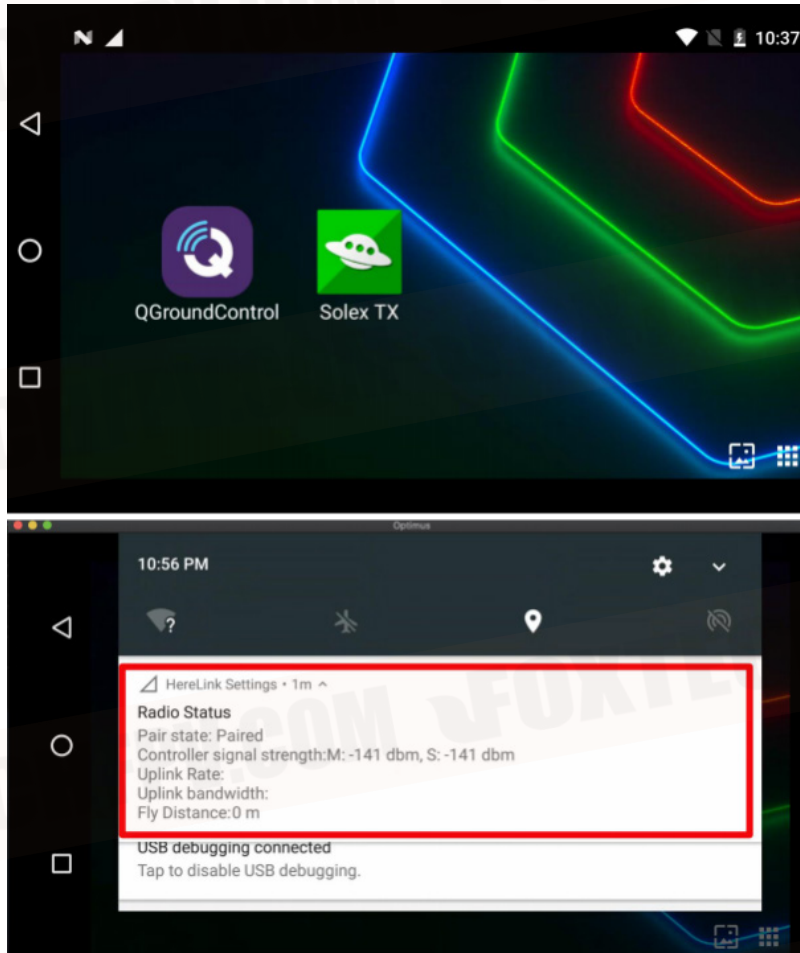 10:37
QGroundControl
Solex TX
Optimus
10:56 PM
?
HereLink Settings • 1m
Radio Status
Pair state: Paired
Controller signal strength:M: -141 dbm, S: -141 dbm
Uplink Rate:
Uplink bandwidth:
Fly Distance:0 m
USB debugging connected
Tap to disable USB debugging.